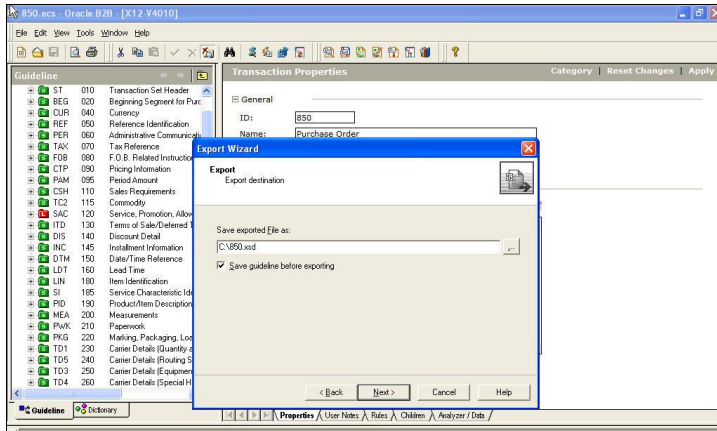 850.ecs - Oracle B2B - [X12-V4010]
File Edit View Tools Window Help
Guideline
Transaction Properties Category | Reset Changes | Apply
ST 010 Transaction Set Header
BEG 020 Beginning Segment for Purc
CUR 040 Currency
REF 050 Reference Identification
PER 060 Administrative Communicati
TAX 070 Tax Reference
FOB 080 F.O.B. Related Instruction
CTP 090 Pricing Information
PAM 095 Period Amount
CSH 110 Sales Requirements
TC2 115 Commodity
SAC 120 Service, Promotion, Allow
ITD 130 Terms of Sale/Deferred T
DIS 140 Discount Detail
INC 145 Installment Information
DTM 150 Date/Time Reference
LDT 160 Lead Time
LIN 180 Item Identification
SI 185 Service Characteristic Ide
PID 190 Product/Item Description
MEA 200 Measurements
PWK 210 Paperwork
PKG 220 Marking, Packaging, Loa
TD1 230 Carrier Details (Quantity a
TD5 240 Carrier Details (Routing S
TD3 250 Carrier Details (Equipmen
TD4 260 Carrier Details (Special H
Guideline Dictionary
General
ID: 850
Name: Purchase Order
Export Wizard
Export
Export destination
Save exported File as:
C:\850.xsd
...
Save guideline before exporting
< Back Next > Cancel Help
Properties User Notes Rules Children Analyzer / Data